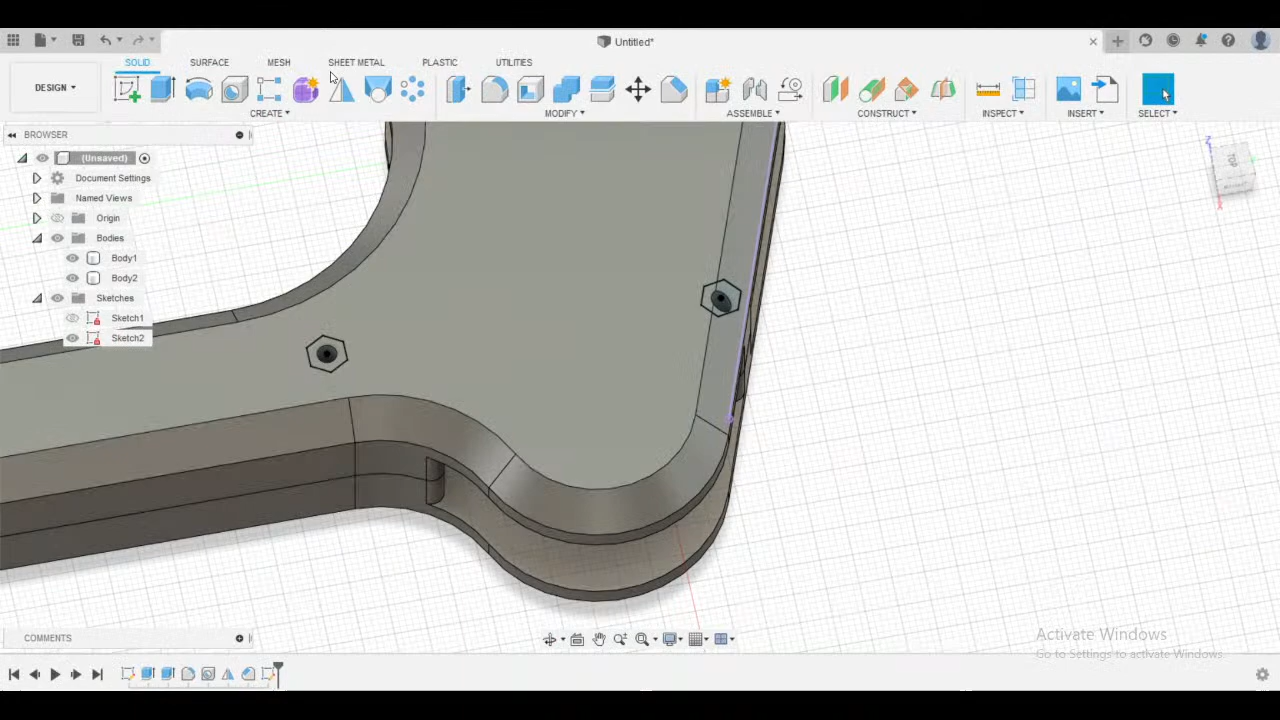 Untitled*
SOLID SURFACE MESH SHEET METAL PLASTIC UTILITIES
DESIGN
CREATE MODIFY ASSEMBLE CONSTRUCT INSPECT INSERT SELECT
BROWSER
(Unsaved)
Document Settings
Named Views
Origin
Bodies
Body1
Body2
Sketches
Sketch1
Sketch2
Z
TOP
X
COMMENTS
Activate Windows
Go to Settings to activate Windows.